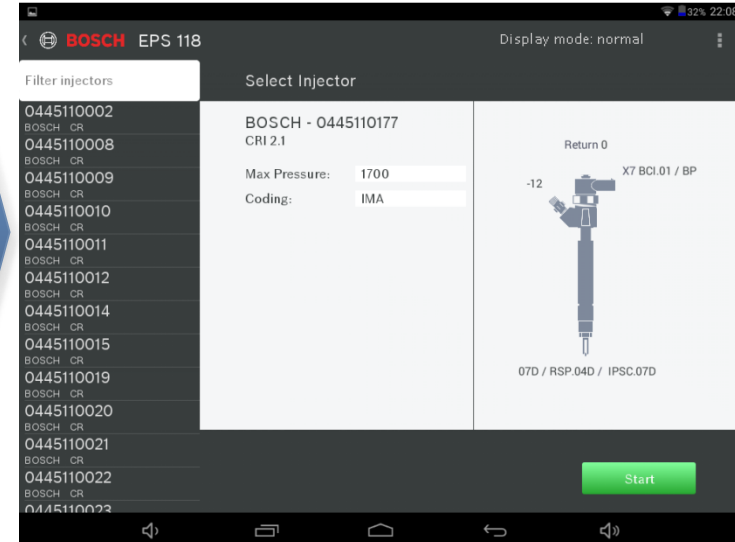 32% 22:08
BOSCH EPS 118
Display mode: normal
Filter injectors
Select Injector
0445110002
BOSCH CR
0445110008
BOSCH CR
0445110009
BOSCH CR
0445110010
BOSCH CR
0445110011
BOSCH CR
0445110012
BOSCH CR
0445110014
BOSCH CR
0445110015
BOSCH CR
0445110019
BOSCH CR
0445110020
BOSCH CR
0445110021
BOSCH CR
0445110022
BOSCH CR
0445110023
BOSCH - 0445110177
CRI 2.1
Max Pressure: 1700
Coding: IMA
Return 0
X7 BCI.01 / BP
-12
07D / RSP.04D / IPSC.07D
Start